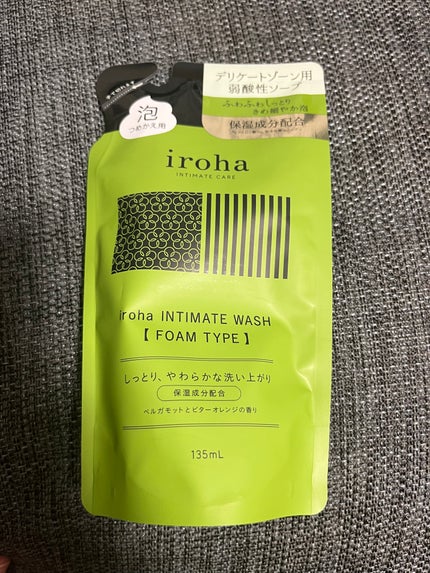 泡
つめかえ用
デリケートゾーン用
弱酸性ソープ
ふわふわしっとり
きめ細やか泡
保湿成分配合
iroha
INTIMATE CARE
iroha INTIMATE WASH
【 FOAM TYPE 】
しっとり、やわらかな洗い上がり
保湿成分配合
ベルガモットとビターオレンジの香り
135mL